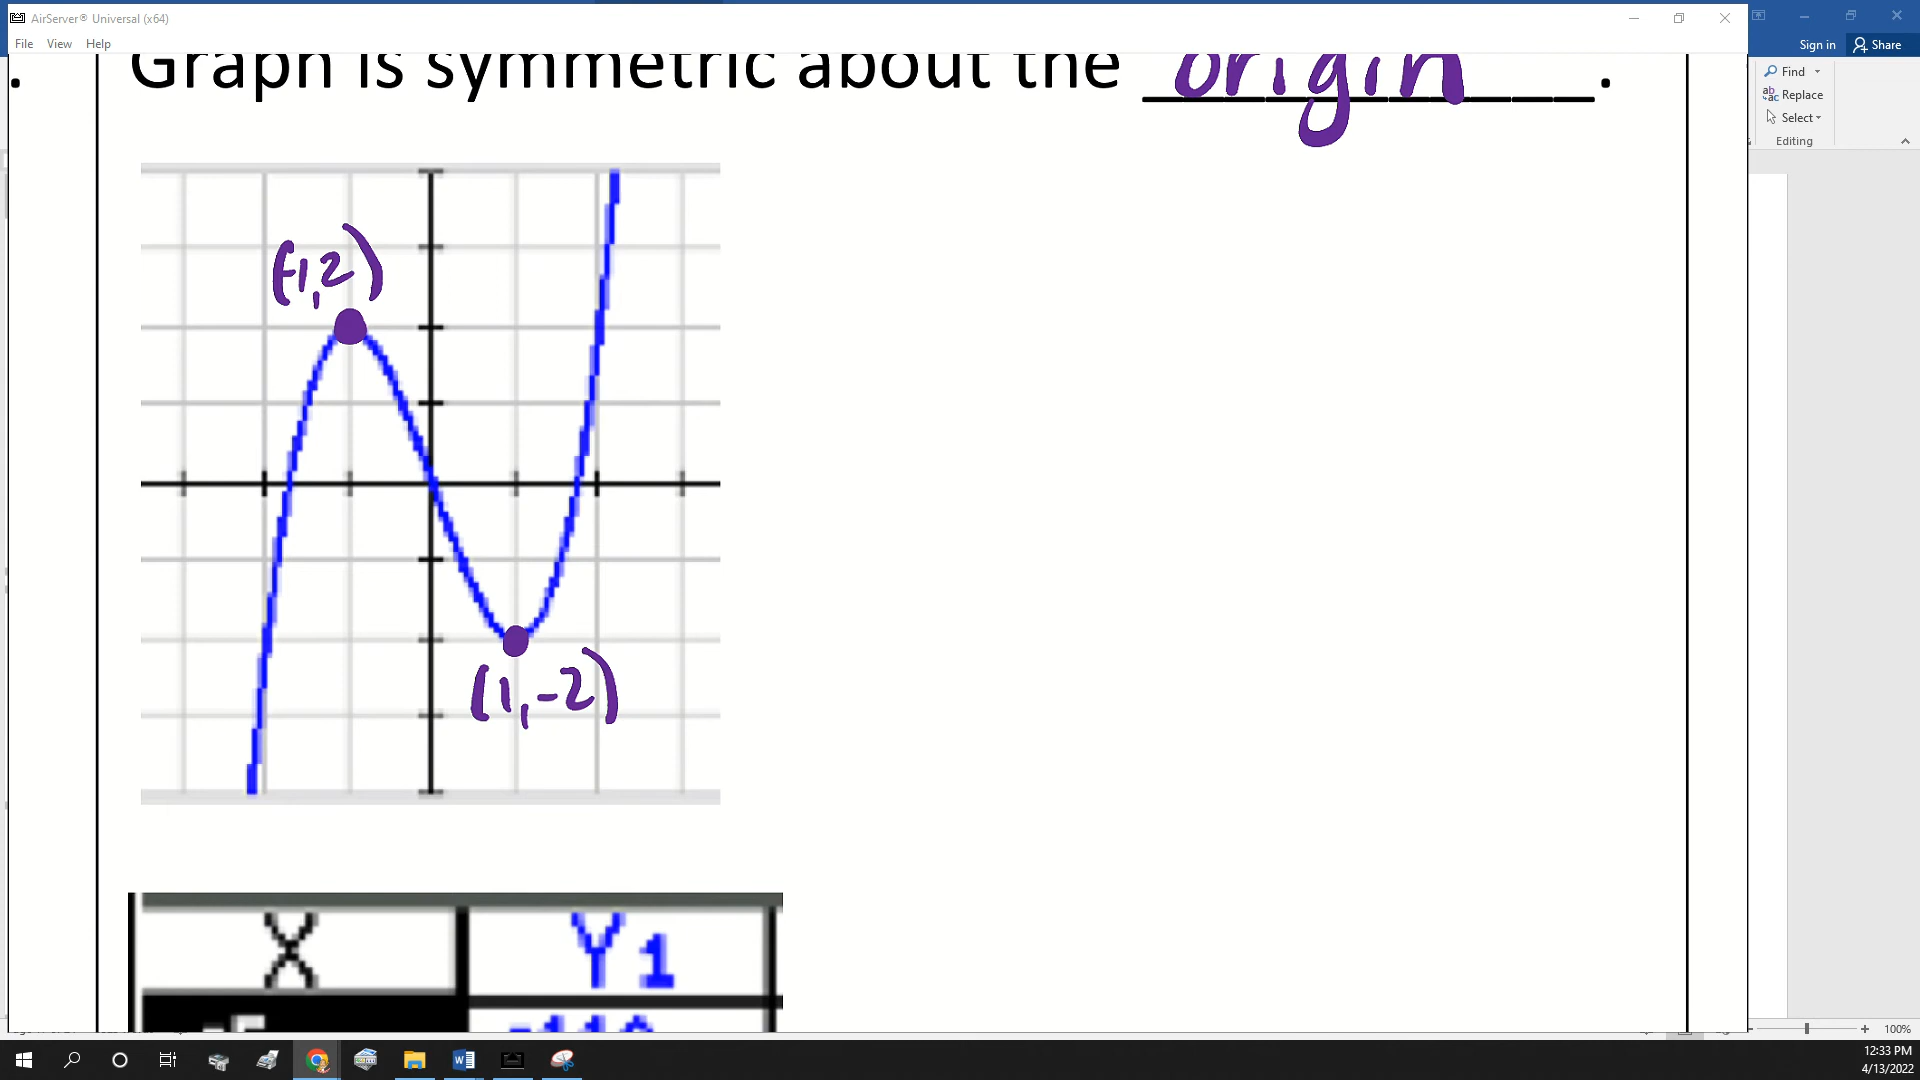 AirServer® Universal (x64)
File View Help
Sign in Share
. Graph is symmetric about the origin.
Find
Replace
Select
Editing
(-1,2)
(1,-2)
X Y1
100%
12:33 PM
4/13/2022